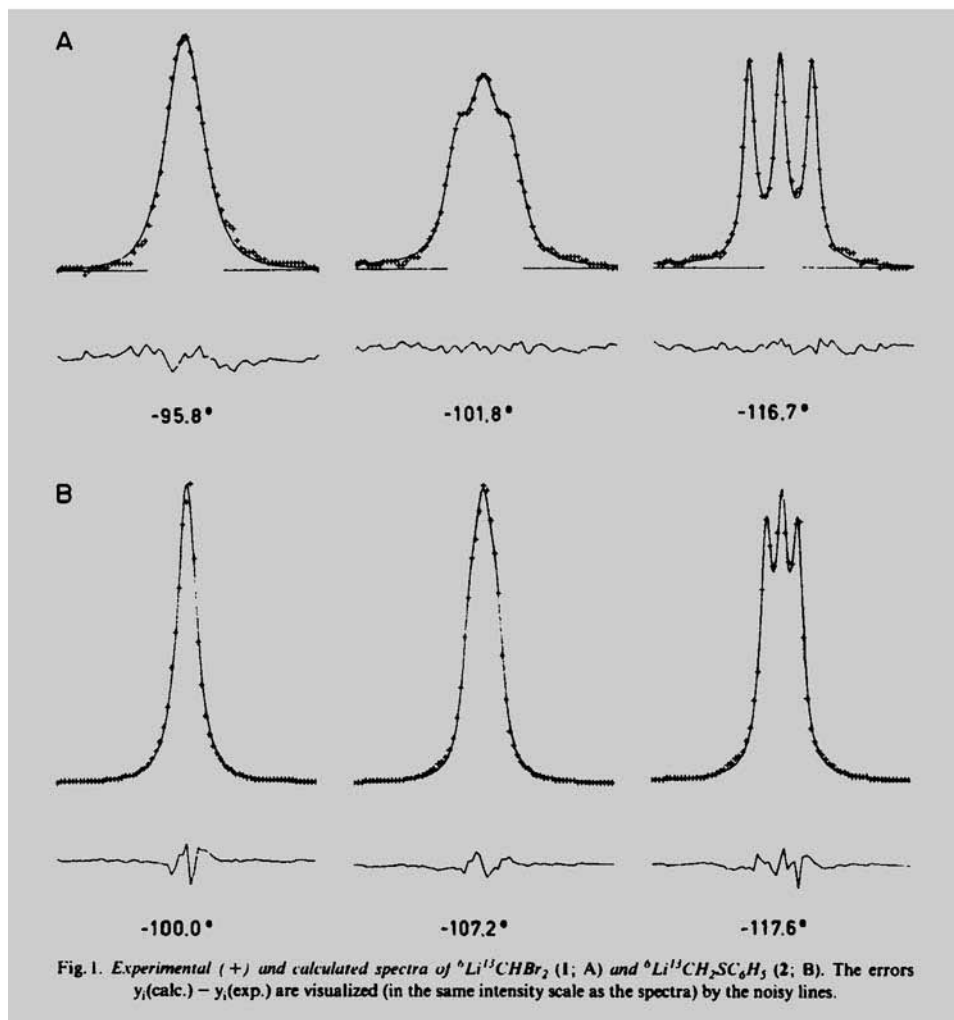 A
-95.8°
-101.8°
-116.7°
B
-100.0°
-107.2°
-117.6°
Fig. 1. Experimental (+) and calculated spectra of ⁶Li¹³CHBr₂ (1; A) and ⁶Li¹³CH₂SC₆H₅ (2; B). The errors
yᵢ(calc.) − yᵢ(exp.) are visualized (in the same intensity scale as the spectra) by the noisy lines.